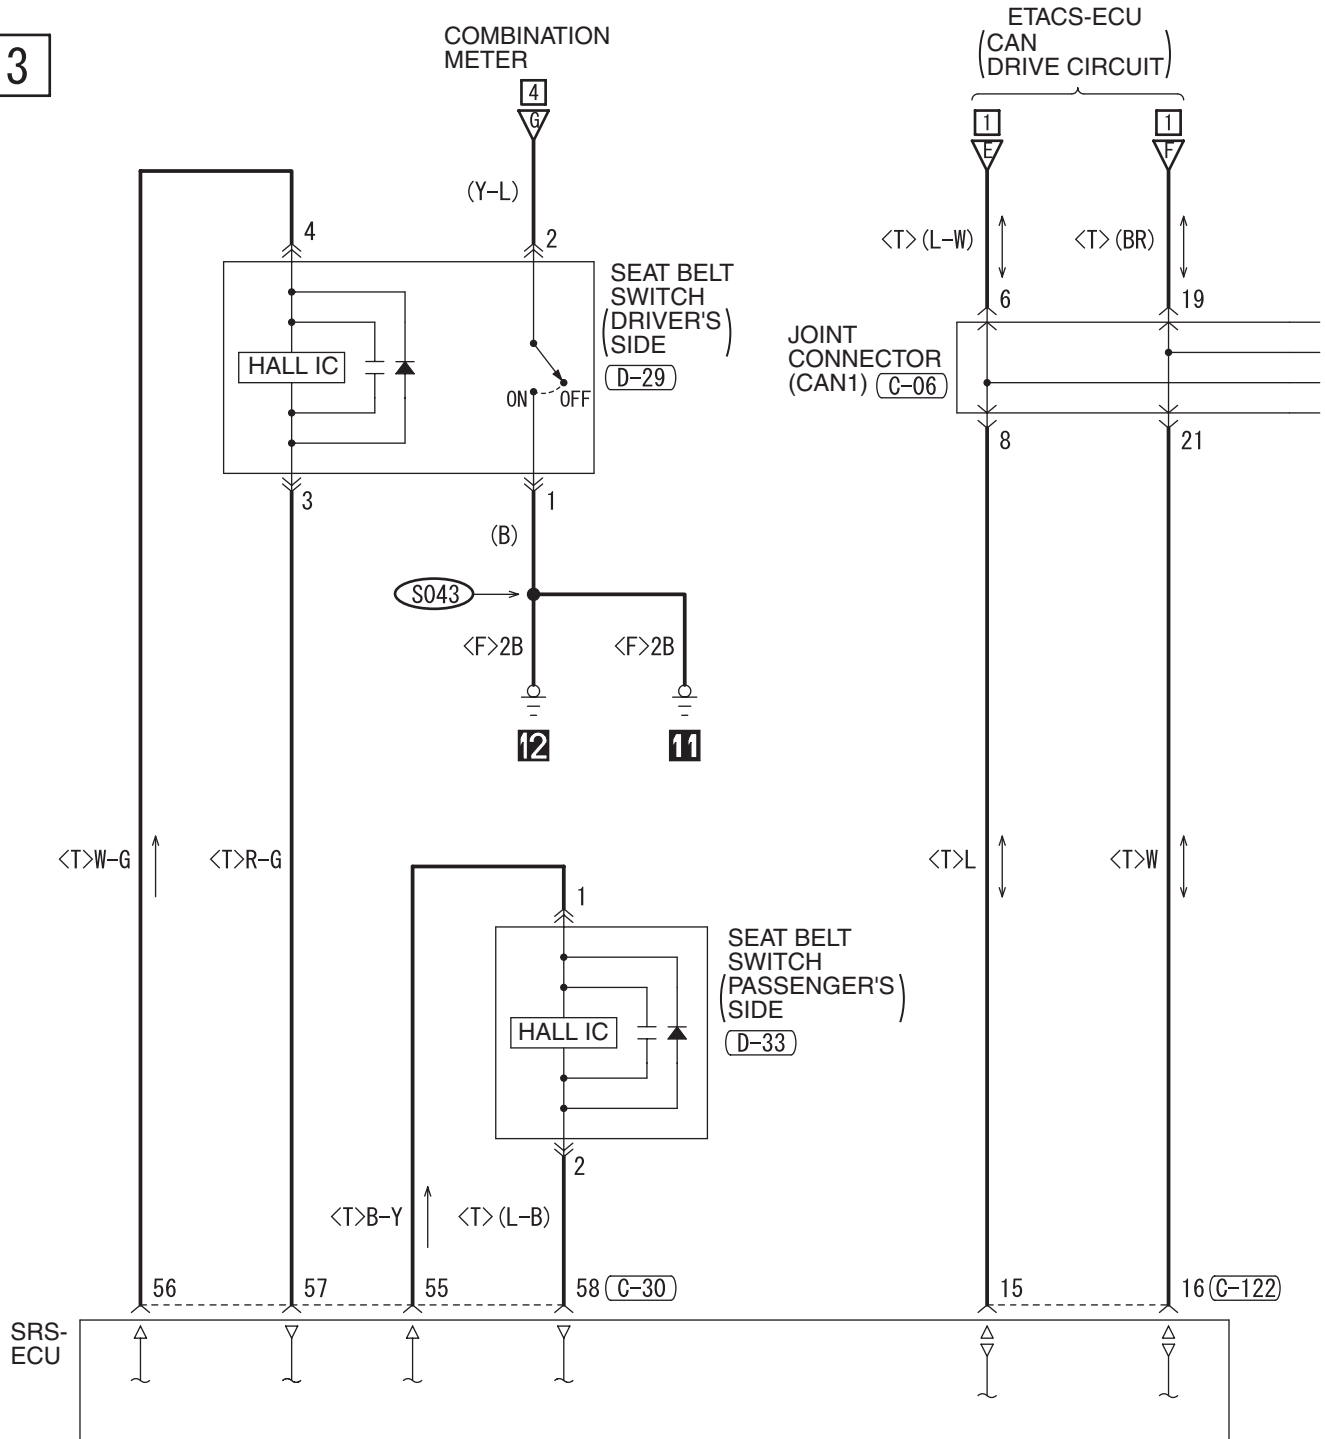 3
COMBINATION
METER
4
G
(Y-L)
ETACS-ECU
CAN
DRIVE CIRCUIT
1
E
1
F
<T>(L-W)
<T>(BR)
4
2
SEAT BELT
SWITCH
(DRIVER'S
SIDE)
D-29
HALL IC
ON
OFF
3
1
6
19
JOINT
CONNECTOR
(CAN1) C-06
8
21
(B)
S043
<F>2B
<F>2B
12
11
<T>W-G
<T>R-G
<T>L
<T>W
1
SEAT BELT
SWITCH
(PASSENGER'S
SIDE)
D-33
HALL IC
2
<T>B-Y
<T>(L-B)
56
57
55
58 C-30
15
16 C-122
SRS-
ECU